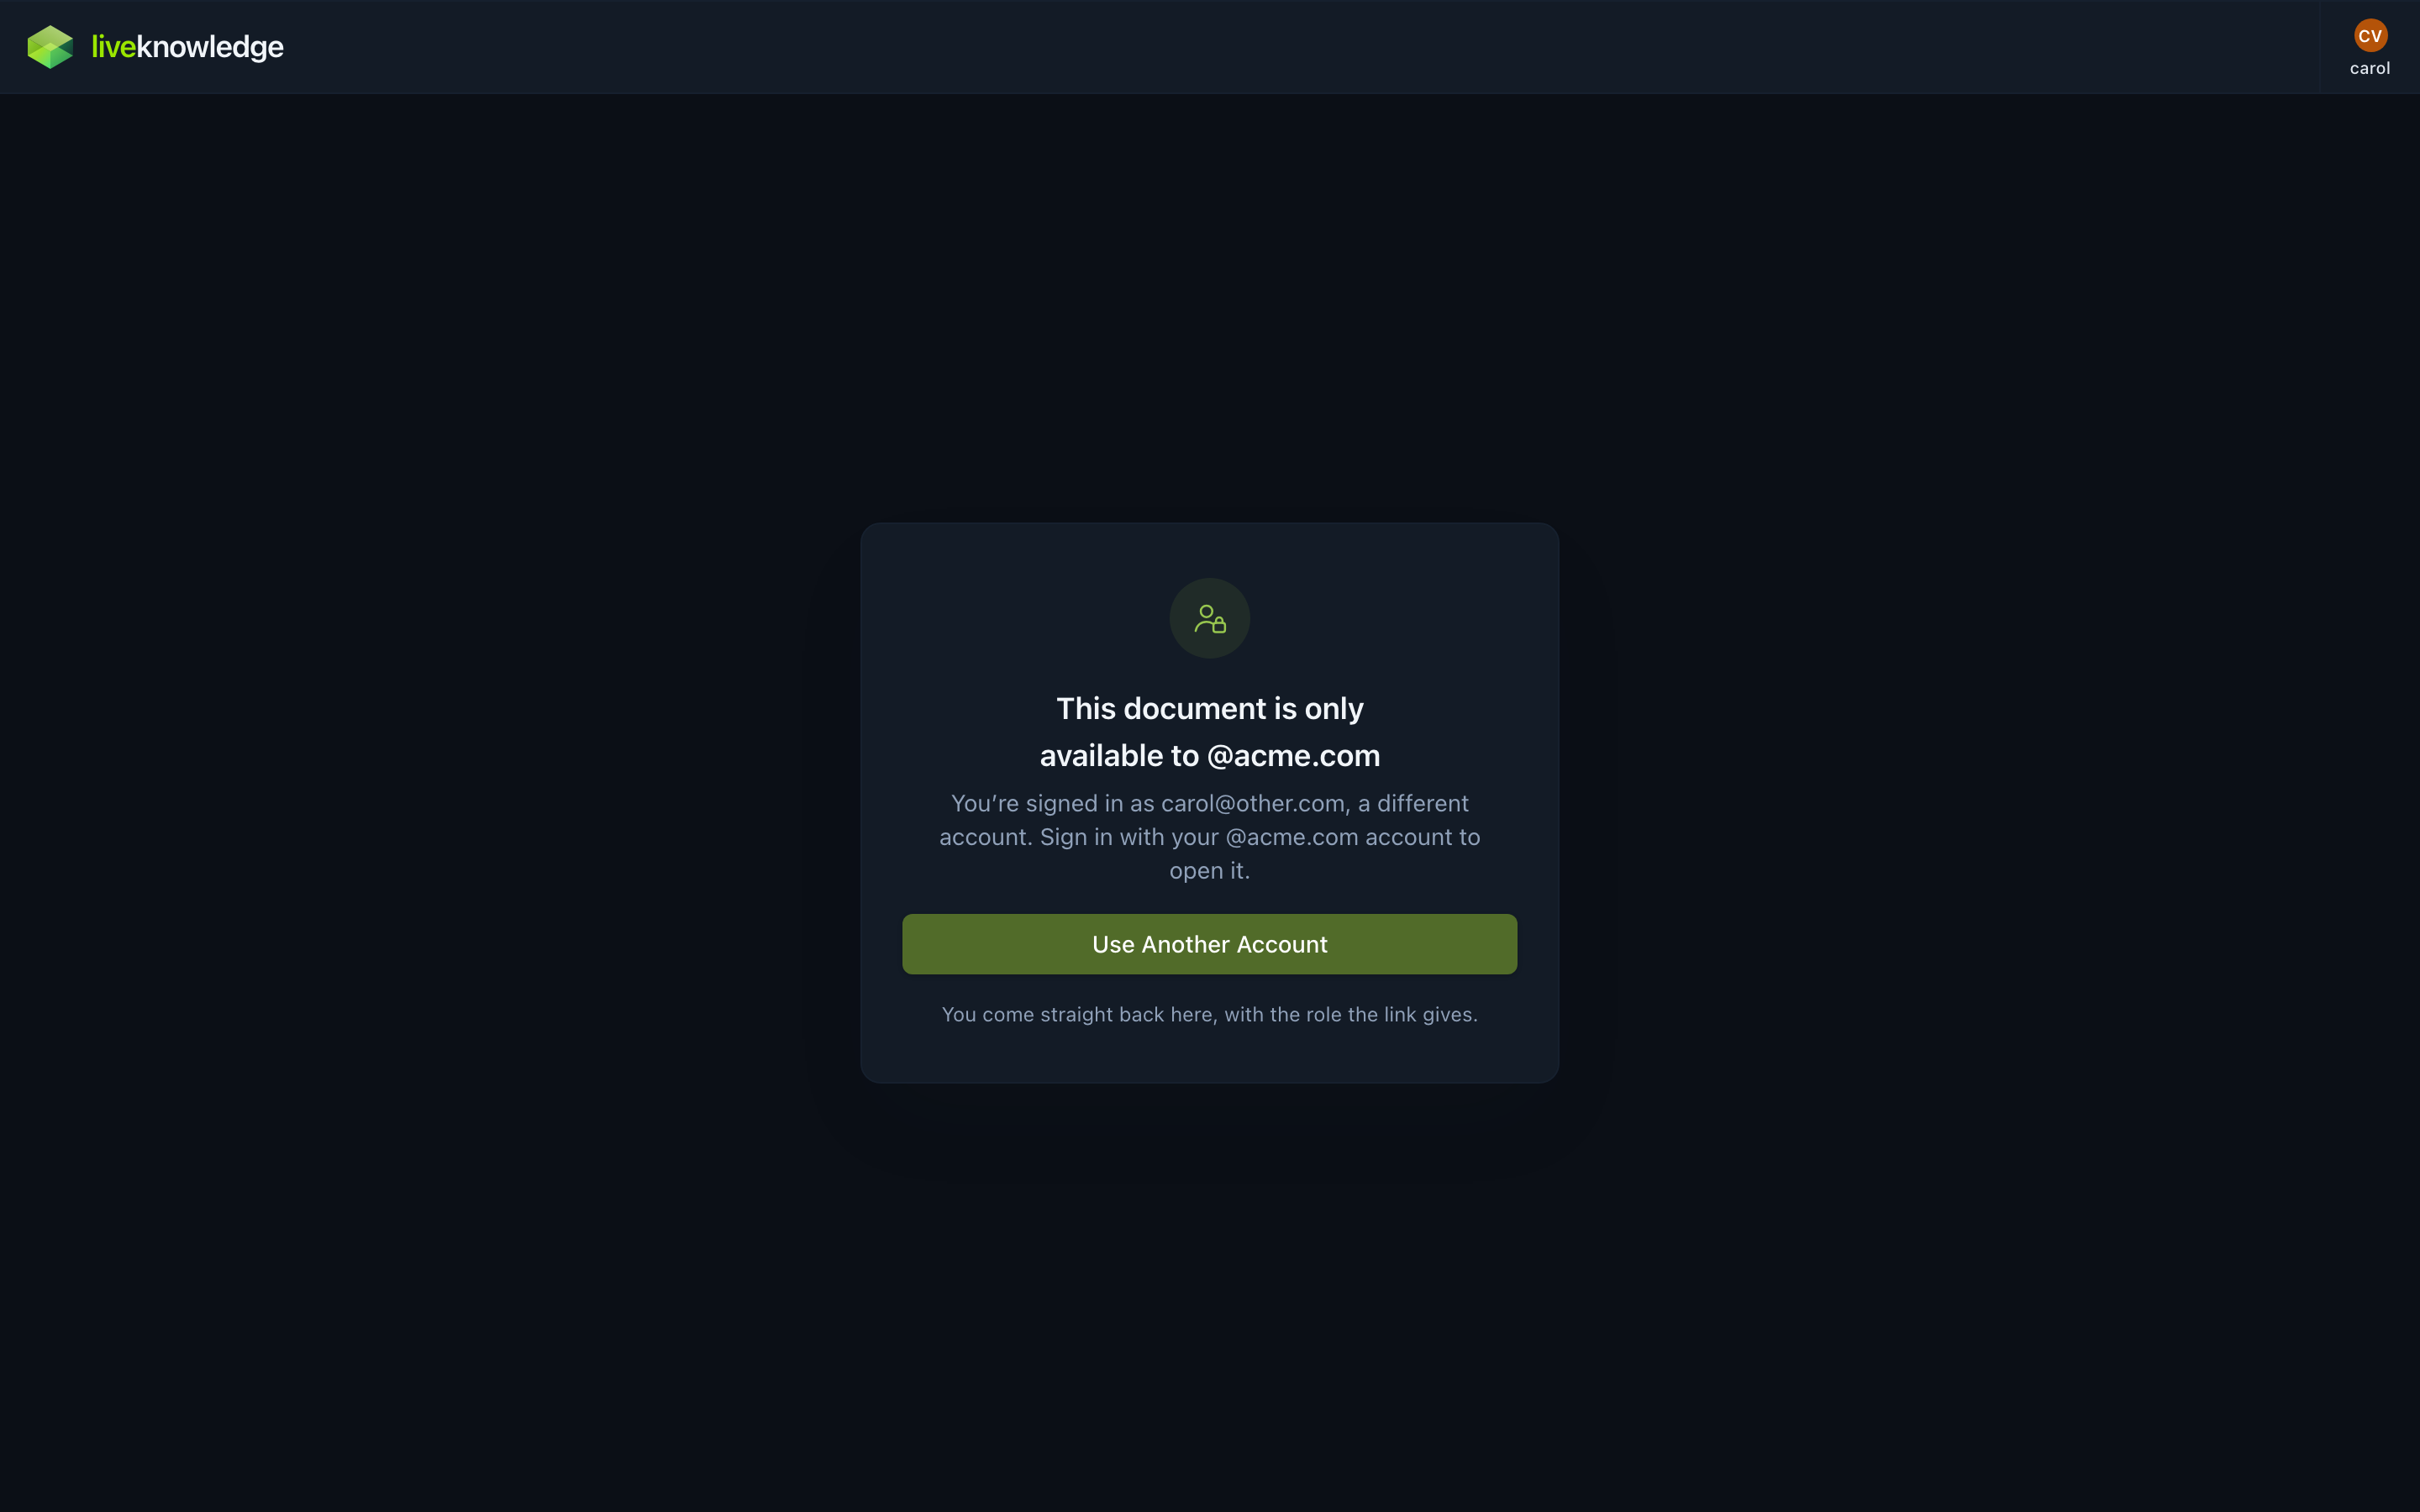 liveknowledge
CV
carol
This document is only
available to @acme.com
You’re signed in as carol@other.com, a different
account. Sign in with your @acme.com account to
open it.
Use Another Account
You come straight back here, with the role the link gives.